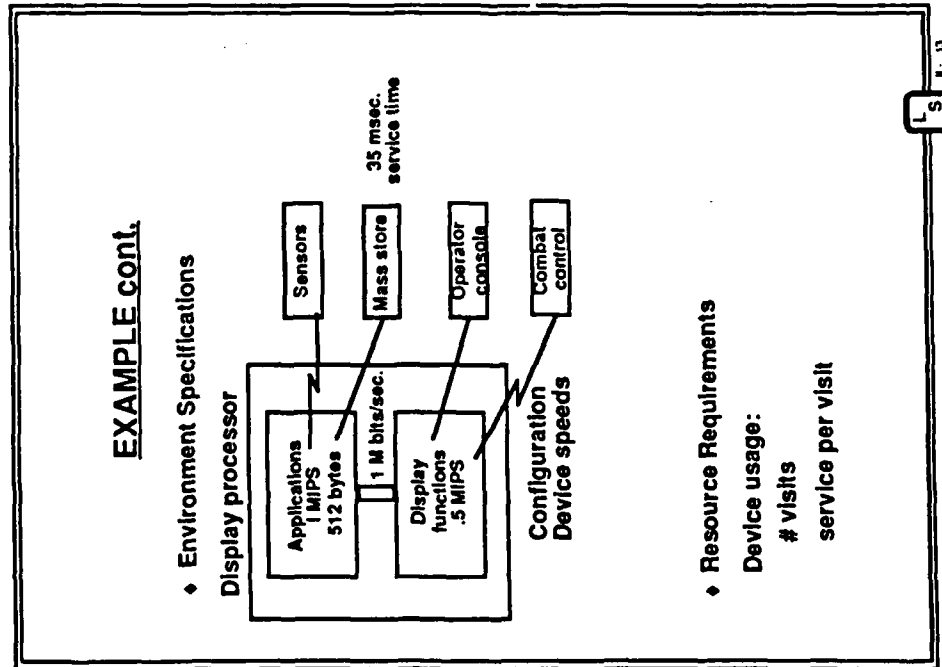 EXAMPLE cont.
♦ Environment Specifications
Display processor
Applications
1 MIPS
512 bytes
1 M bits/sec.
Display
functions
.5 MIPS
Sensors
Mass store
35 msec.
service time
Operator
console
Combat
control
Configuration
Device speeds
♦ Resource Requirements
Device usage:
# visits
service per visit
L
S